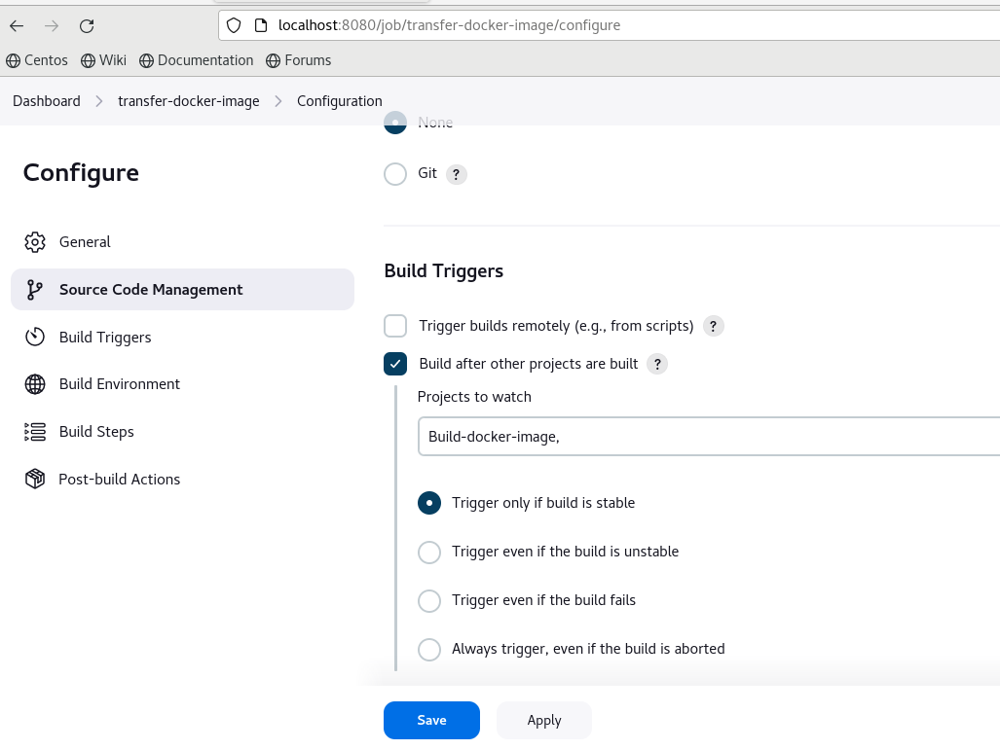 localhost:8080/job/transfer-docker-image/configure
Centos Wiki Documentation Forums
Dashboard transfer-docker-image Configuration
None
Configure
Git ?
General
Source Code Management
Build Triggers
Build Environment
Build Steps
Post-build Actions
Build Triggers
Trigger builds remotely (e.g., from scripts) ?
Build after other projects are built ?
Projects to watch
Build-docker-image,
Trigger only if build is stable
Trigger even if the build is unstable
Trigger even if the build fails
Always trigger, even if the build is aborted
Save Apply